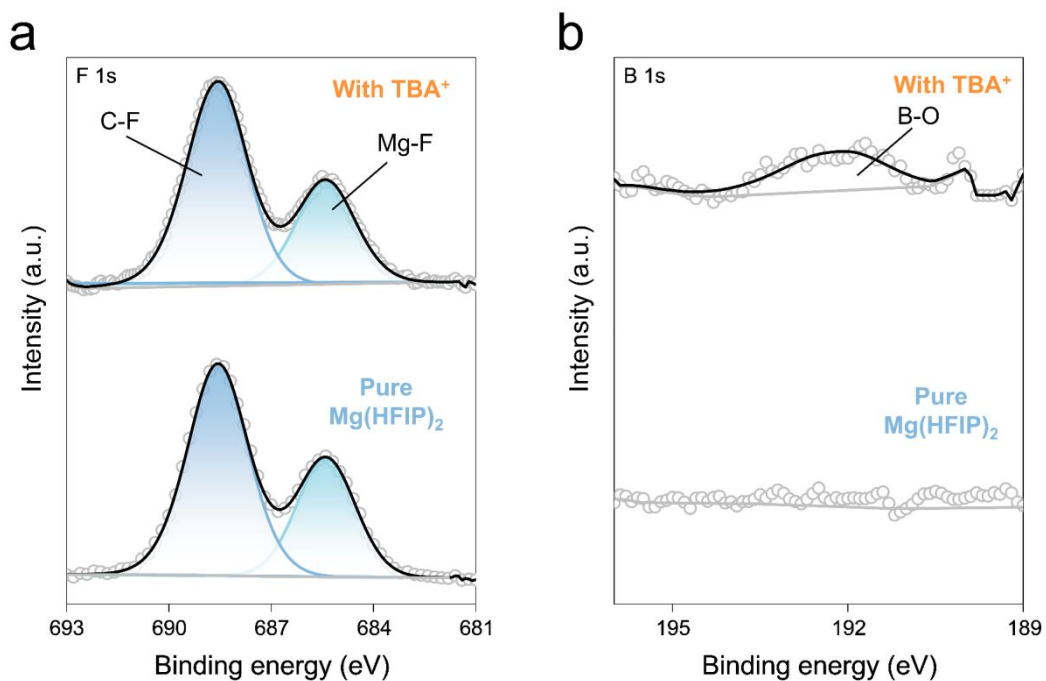 a
F 1s
With TBA⁺
C-F
Mg-F
Pure
Mg(HFIP)₂
Intensity (a.u.)
693 690 687 684 681
Binding energy (eV)
b
B 1s
With TBA⁺
B-O
Pure
Mg(HFIP)₂
Intensity (a.u.)
195 192 189
Binding energy (eV)